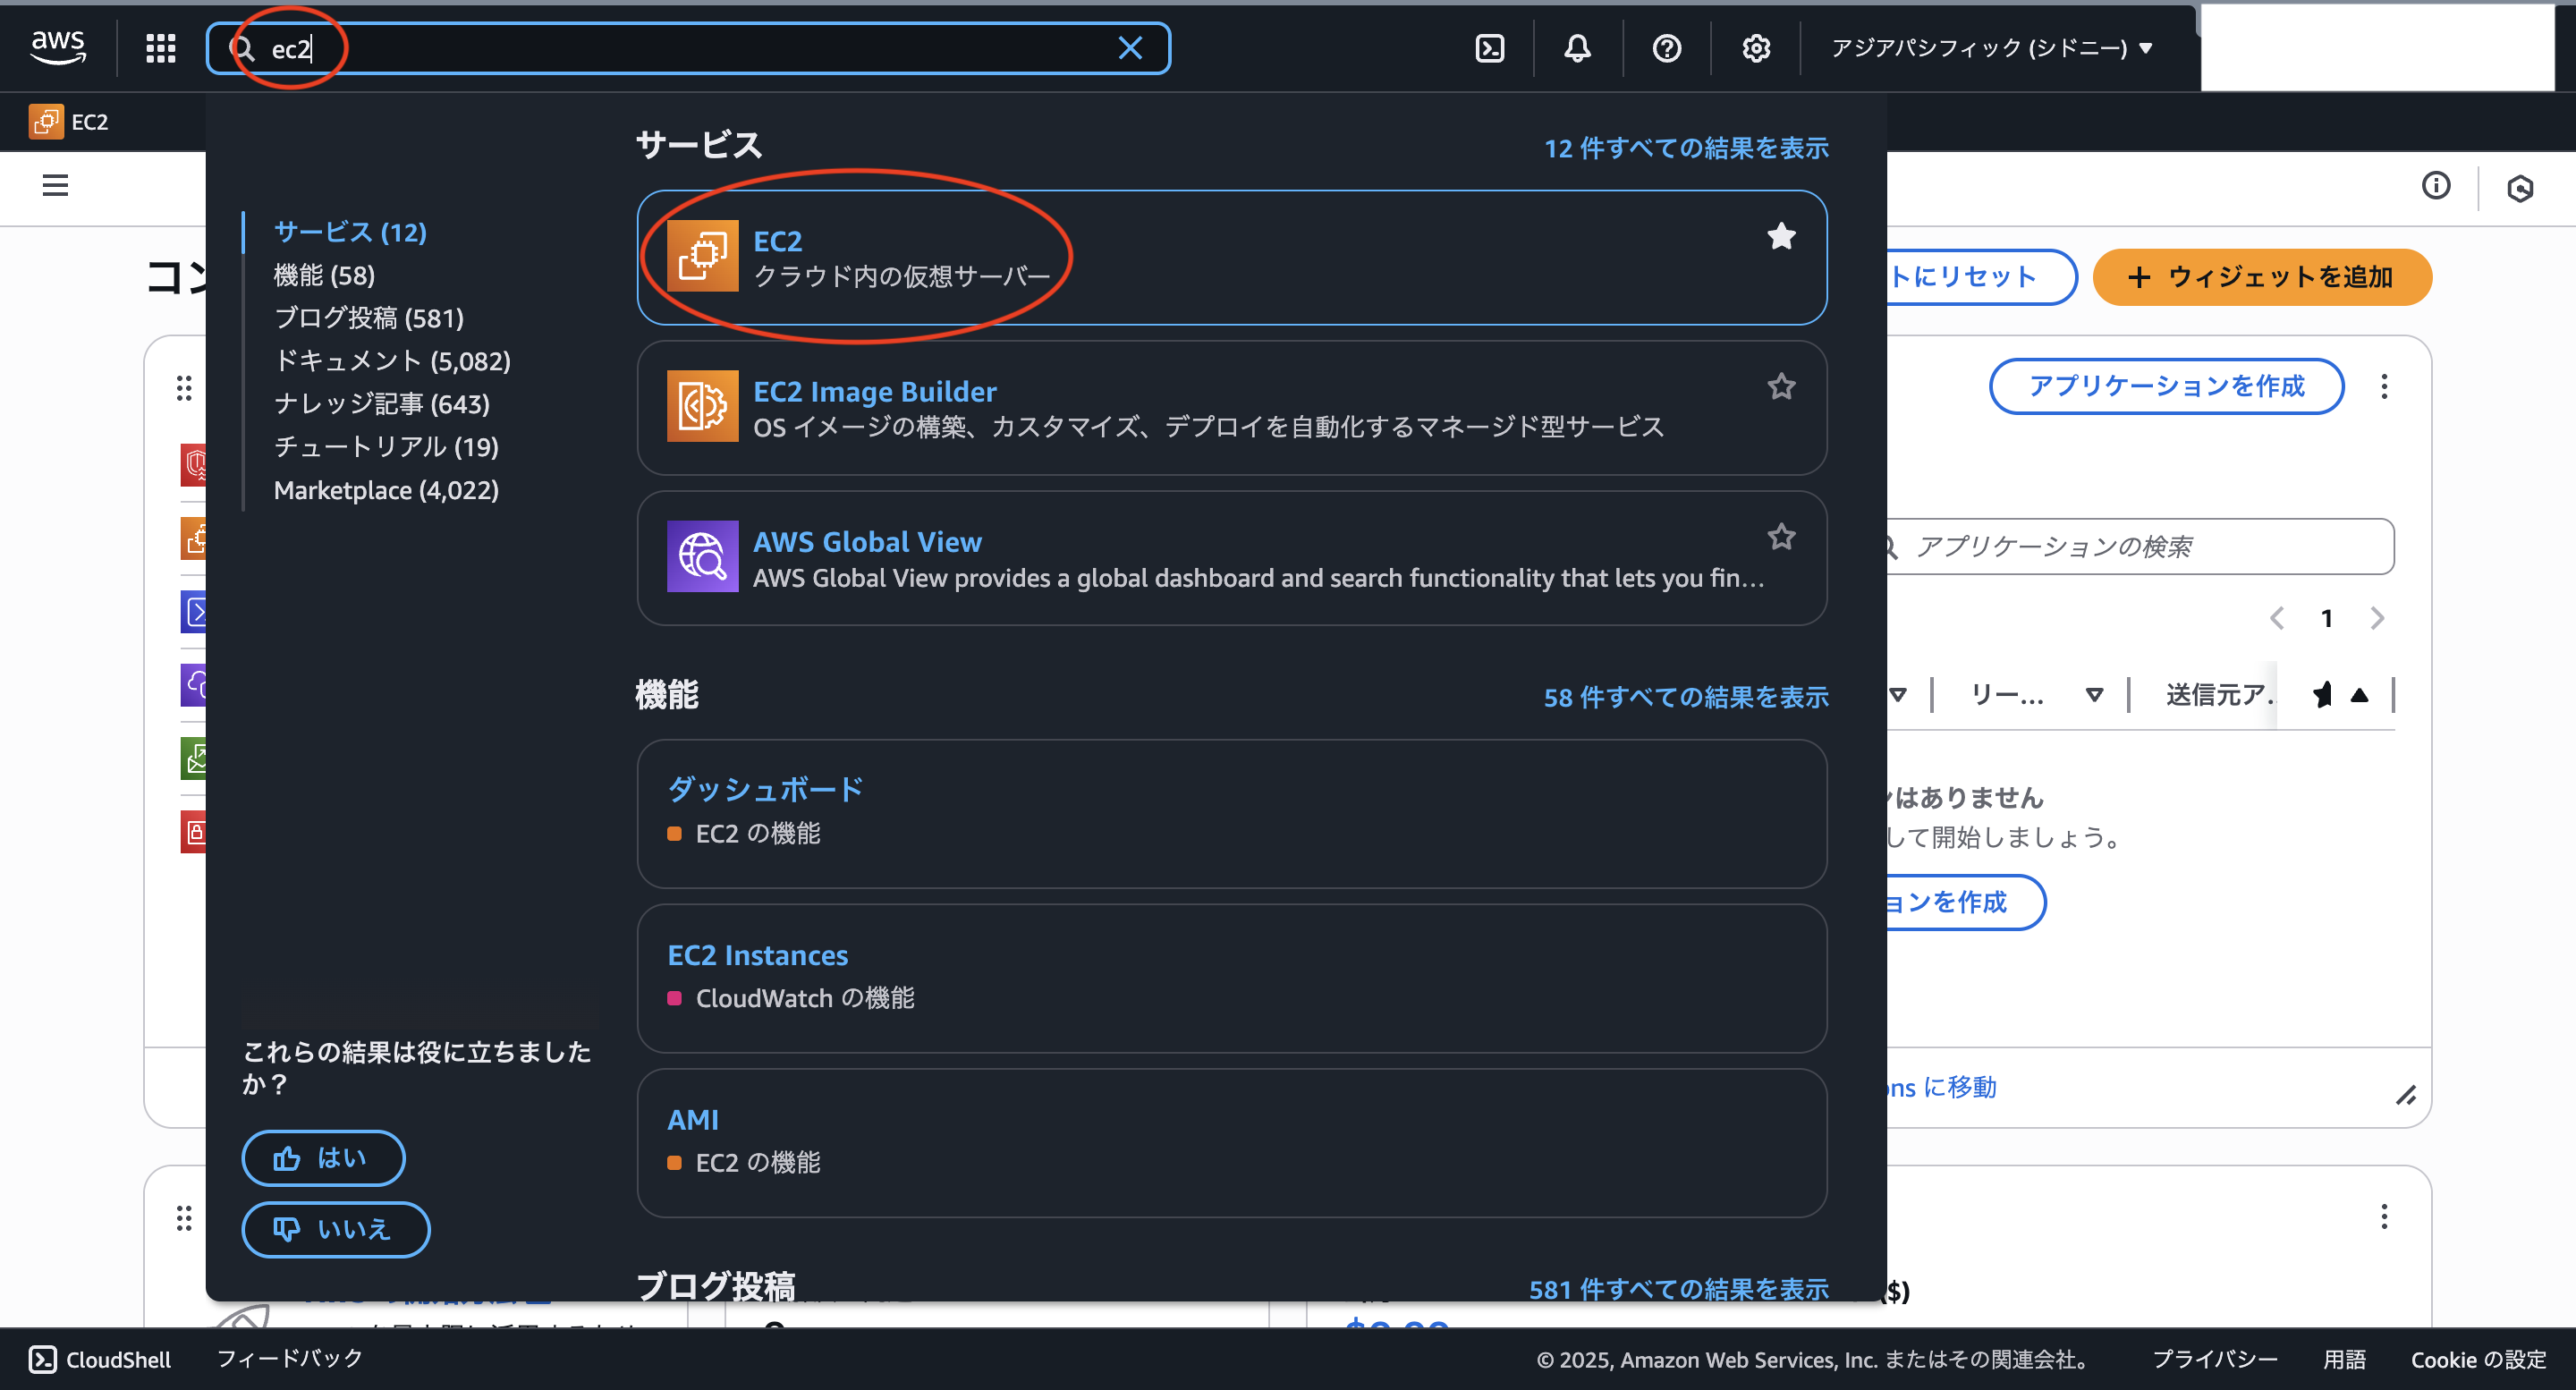 aws
ec2
アジアパシフィック (シドニー) ▼
EC2
サービス
12 件すべての結果を表示
サービス (12)
機能 (58)
ブログ投稿 (581)
ドキュメント (5,082)
ナレッジ記事 (643)
チュートリアル (19)
Marketplace (4,022)
EC2
クラウド内の仮想サーバー
EC2 Image Builder
OS イメージの構築、カスタマイズ、デプロイを自動化するマネージド型サービス
AWS Global View
AWS Global View provides a global dashboard and search functionality that lets you fin...
機能
58 件すべての結果を表示
ダッシュボード
EC2 の機能
EC2 Instances
CloudWatch の機能
AMI
EC2 の機能
ブログ投稿
581 件すべての結果を表示
これらの結果は役に立ちました
か？
はい
いいえ
コン
トにリセット
+ ウィジェットを追加
アプリケーションを作成
アプリケーションの検索
1
リー...
送信元ア..
はありません
して開始しましょう。
ョンを作成
ons に移動
($)
CloudShell
フィードバック
© 2025, Amazon Web Services, Inc. またはその関連会社。
プライバシー
用語
Cookie の設定